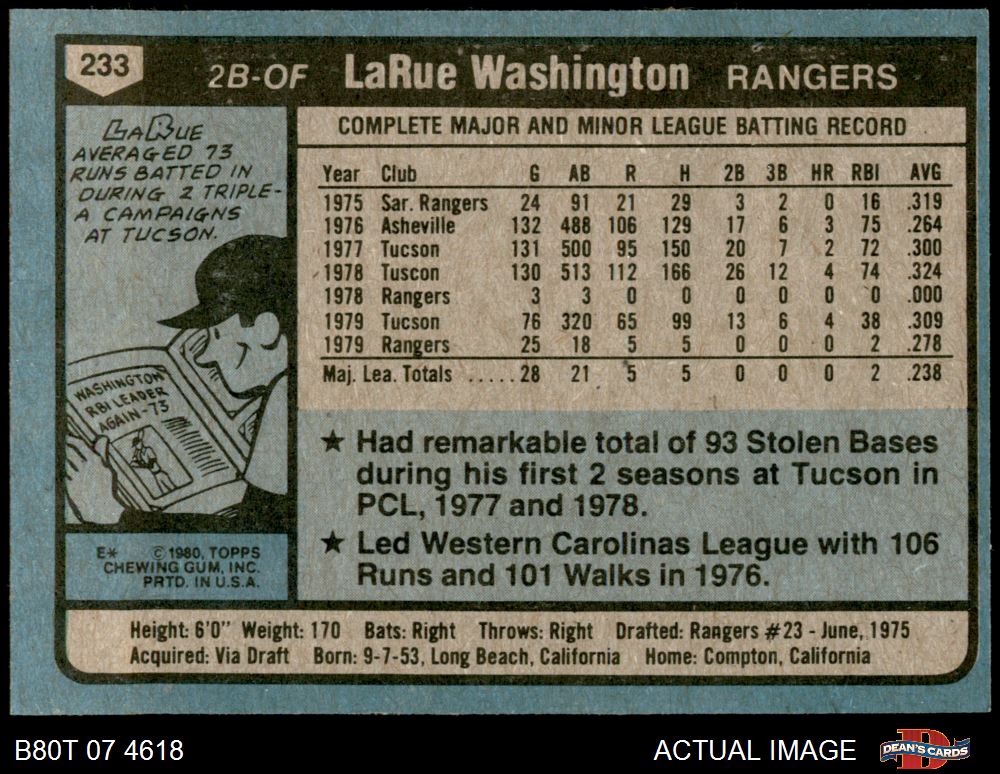 233
2B-OF LaRue Washington RANGERS
LaRue
AVERAGED 73
RUNS BATTED IN
DURING 2 TRIPLE-
A CAMPAIGNS
AT TUCSON.
WASHINGTON
RBI LEADER
AGAIN-73
E* © 1980, TOPPS
CHEWING GUM, INC.
PRTD. IN U.S.A.
COMPLETE MAJOR AND MINOR LEAGUE BATTING RECORD
Year Club G AB R H 2B 3B HR RBI AVG
1975 Sar. Rangers 24 91 21 29 3 2 0 16 .319
1976 Asheville 132 488 106 129 17 6 3 75 .264
1977 Tucson 131 500 95 150 20 7 2 72 .300
1978 Tuscon 130 513 112 166 26 12 4 74 .324
1978 Rangers 3 3 0 0 0 0 0 0 .000
1979 Tucson 76 320 65 99 13 6 4 38 .309
1979 Rangers 25 18 5 5 0 0 0 2 .278
Maj. Lea. Totals .....28 21 5 5 0 0 0 2 .238
★ Had remarkable total of 93 Stolen Bases
during his first 2 seasons at Tucson in
PCL, 1977 and 1978.
★ Led Western Carolinas League with 106
Runs and 101 Walks in 1976.
Height: 6'0" Weight: 170 Bats: Right Throws: Right Drafted: Rangers #23 - June, 1975
Acquired: Via Draft Born: 9-7-53, Long Beach, California Home: Compton, California
B80T 07 4618 ACTUAL IMAGE DEAN'S CARDS